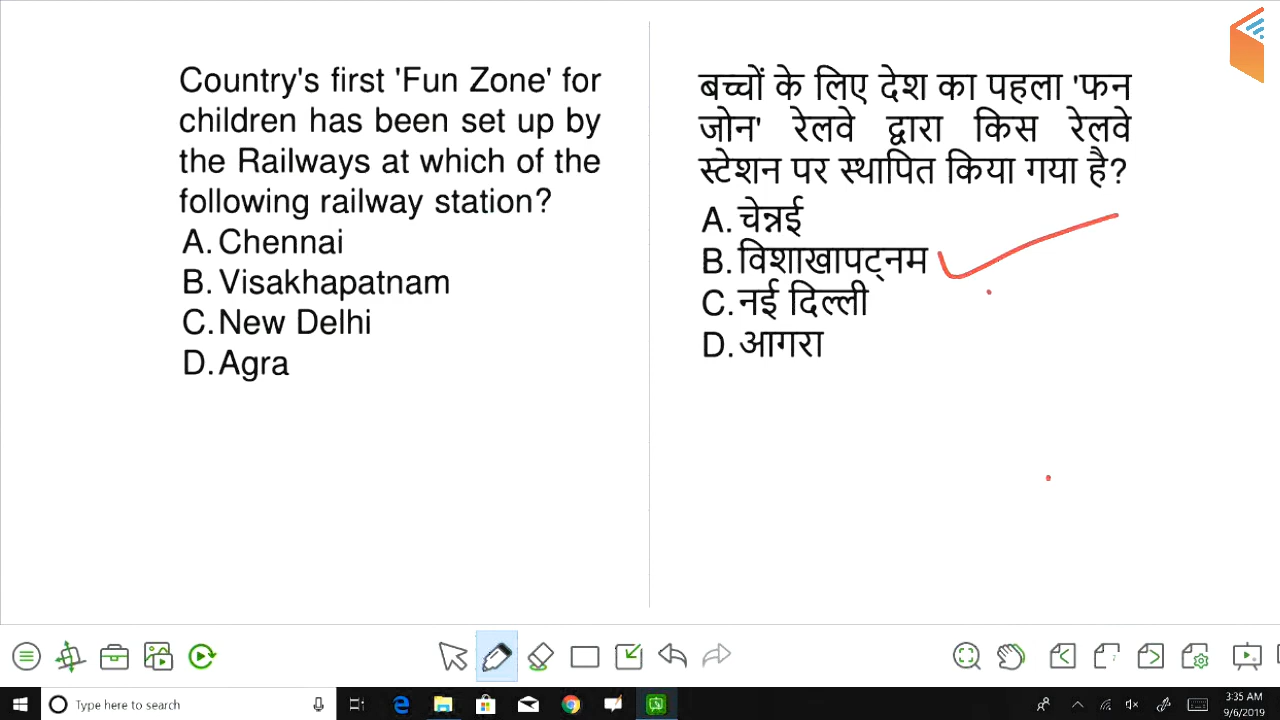 Country's first 'Fun Zone' for
children has been set up by
the Railways at which of the
following railway station?
A. Chennai
B. Visakhapatnam
C. New Delhi
D. Agra
बच्चों के लिए देश का पहला 'फन
जोन' रेलवे द्वारा किस रेलवे
स्टेशन पर स्थापित किया गया है?
A. चेन्नई
B. विशाखापट्नम
C. नई दिल्ली
D. आगरा
Type here to search
3:35 AM
9/6/2019